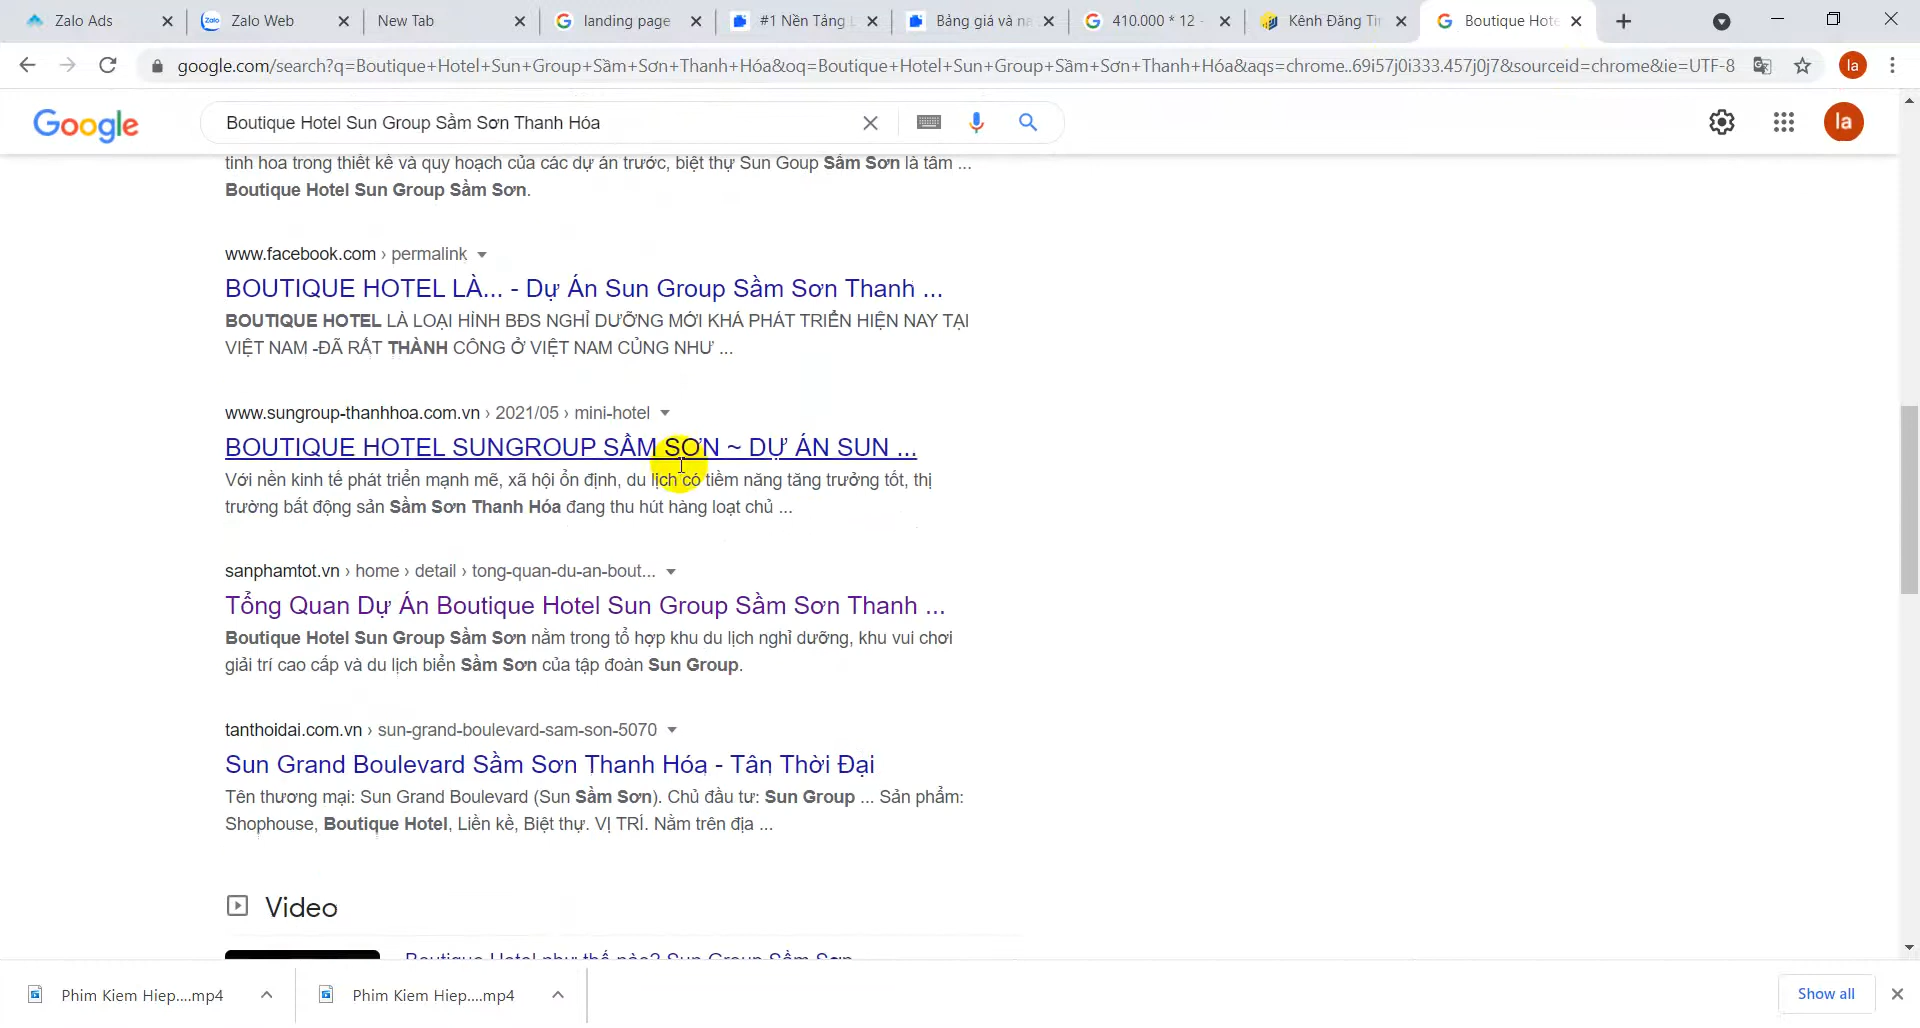 Zalo Ads
Zalo Web
New Tab
landing page
#1 Nền Tảng
Bảng giá và
410.000 * 12 -
Kênh Đăng Tin
Boutique Hote
google.com/search?q=Boutique+Hotel+Sun+Group+Sầm+Sơn+Thanh+Hóa&oq=Boutique+Hotel+Sun+Group+Sầm+Sơn+Thanh+Hóa&aqs=chrome..69i57j0i333.457j0j7&sourceid=chrome&ie=UTF-8
la
Google
Boutique Hotel Sun Group Sầm Sơn Thanh Hóa
la
tinh hoa trong thiết kế và quy hoạch của các dự án trước, biệt thự Sun Goup Sầm Sơn là tâm ...
Boutique Hotel Sun Group Sầm Sơn.
www.facebook.com › permalink
BOUTIQUE HOTEL LÀ... - Dự Án Sun Group Sầm Sơn Thanh ...
BOUTIQUE HOTEL LÀ LOẠI HÌNH BĐS NGHỈ DƯỠNG MỚI KHÁ PHÁT TRIỂN HIỆN NAY TẠI
VIỆT NAM -ĐÃ RẤT THÀNH CÔNG Ở VIỆT NAM CỦNG NHƯ ...
www.sungroup-thanhhoa.com.vn › 2021/05 › mini-hotel
BOUTIQUE HOTEL SUNGROUP SẦM SƠN ~ DỰ ÁN SUN ...
Với nền kinh tế phát triển mạnh mẽ, xã hội ổn định, du lịch có tiềm năng tăng trưởng tốt, thị
trường bất động sản Sầm Sơn Thanh Hóa đang thu hút hàng loạt chủ ...
sanphamtot.vn › home › detail › tong-quan-du-an-bout...
Tổng Quan Dự Án Boutique Hotel Sun Group Sầm Sơn Thanh ...
Boutique Hotel Sun Group Sầm Sơn nằm trong tổ hợp khu du lịch nghỉ dưỡng, khu vui chơi
giải trí cao cấp và du lịch biển Sầm Sơn của tập đoàn Sun Group.
tanthoidai.com.vn › sun-grand-boulevard-sam-son-5070
Sun Grand Boulevard Sầm Sơn Thanh Hóa - Tân Thời Đại
Tên thương mại: Sun Grand Boulevard (Sun Sầm Sơn). Chủ đầu tư: Sun Group ... Sản phẩm:
Shophouse, Boutique Hotel, Liền kề, Biệt thự. VỊ TRÍ. Nằm trên địa ...
Video
Boutique Hotel như thế nào? Sun Group Sầm Sơn
Phim Kiem Hiep....mp4
Phim Kiem Hiep....mp4
Show all